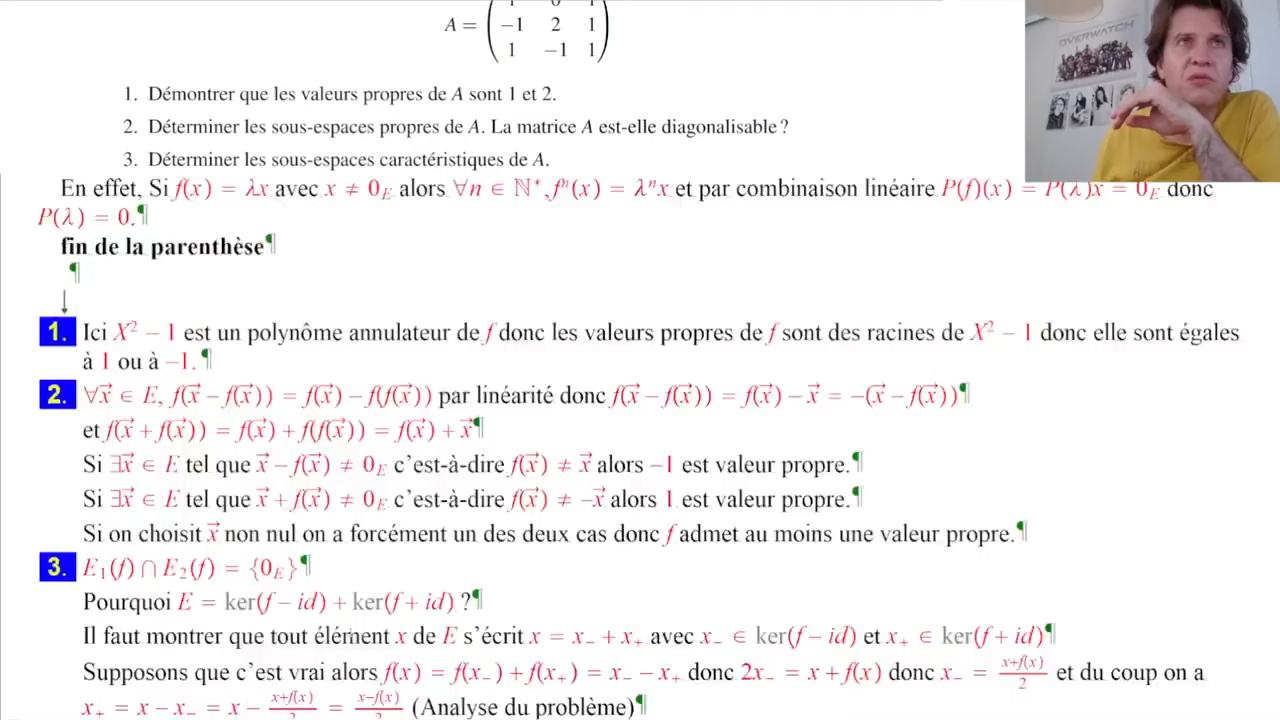 A = ( 1 0 1
−1 2 1
1 −1 1 )
1. Démontrer que les valeurs propres de A sont 1 et 2.
2. Déterminer les sous-espaces propres de A. La matrice A est-elle diagonalisable ?
3. Déterminer les sous-espaces caractéristiques de A.
OVERWATCH
En effet, Si f(x) = λx avec x ≠ 0_E alors ∀n ∈ ℕ*, fⁿ(x) = λⁿx et par combinaison linéaire P(f)(x) = P(λ)x = 0_E donc
P(λ) = 0.¶
fin de la parenthèse¶
¶
1. Ici X² − 1 est un polynôme annulateur de f donc les valeurs propres de f sont des racines de X² − 1 donc elle sont égales
à 1 ou à −1.¶
2. ∀x⃗ ∈ E, f(x⃗ − f(x⃗)) = f(x⃗) − f(f(x⃗)) par linéarité donc f(x⃗ − f(x⃗)) = f(x⃗) − x⃗ = −(x⃗ − f(x⃗))¶
et f(x⃗ + f(x⃗)) = f(x⃗) + f(f(x⃗)) = f(x⃗) + x⃗¶
Si ∃x⃗ ∈ E tel que x⃗ − f(x⃗) ≠ 0_E c’est-à-dire f(x⃗) ≠ x⃗ alors −1 est valeur propre.¶
Si ∃x⃗ ∈ E tel que x⃗ + f(x⃗) ≠ 0_E c’est-à-dire f(x⃗) ≠ −x⃗ alors 1 est valeur propre.¶
Si on choisit x⃗ non nul on a forcément un des deux cas donc f admet au moins une valeur propre.¶
3. E₁(f) ∩ E₂(f) = {0_E}¶
Pourquoi E = ker(f − id) + ker(f + id) ?¶
Il faut montrer que tout élément x de E s’écrit x = x₋ + x₊ avec x₋ ∈ ker(f − id) et x₊ ∈ ker(f + id)¶
Supposons que c’est vrai alors f(x) = f(x₋) + f(x₊) = x₋ − x₊ donc 2x₋ = x + f(x) donc x₋ = (x+f(x))/2 et du coup on a
x₊ = x − x₋ = x − (x+f(x))/2 = (x−f(x))/2 (Analyse du problème)¶